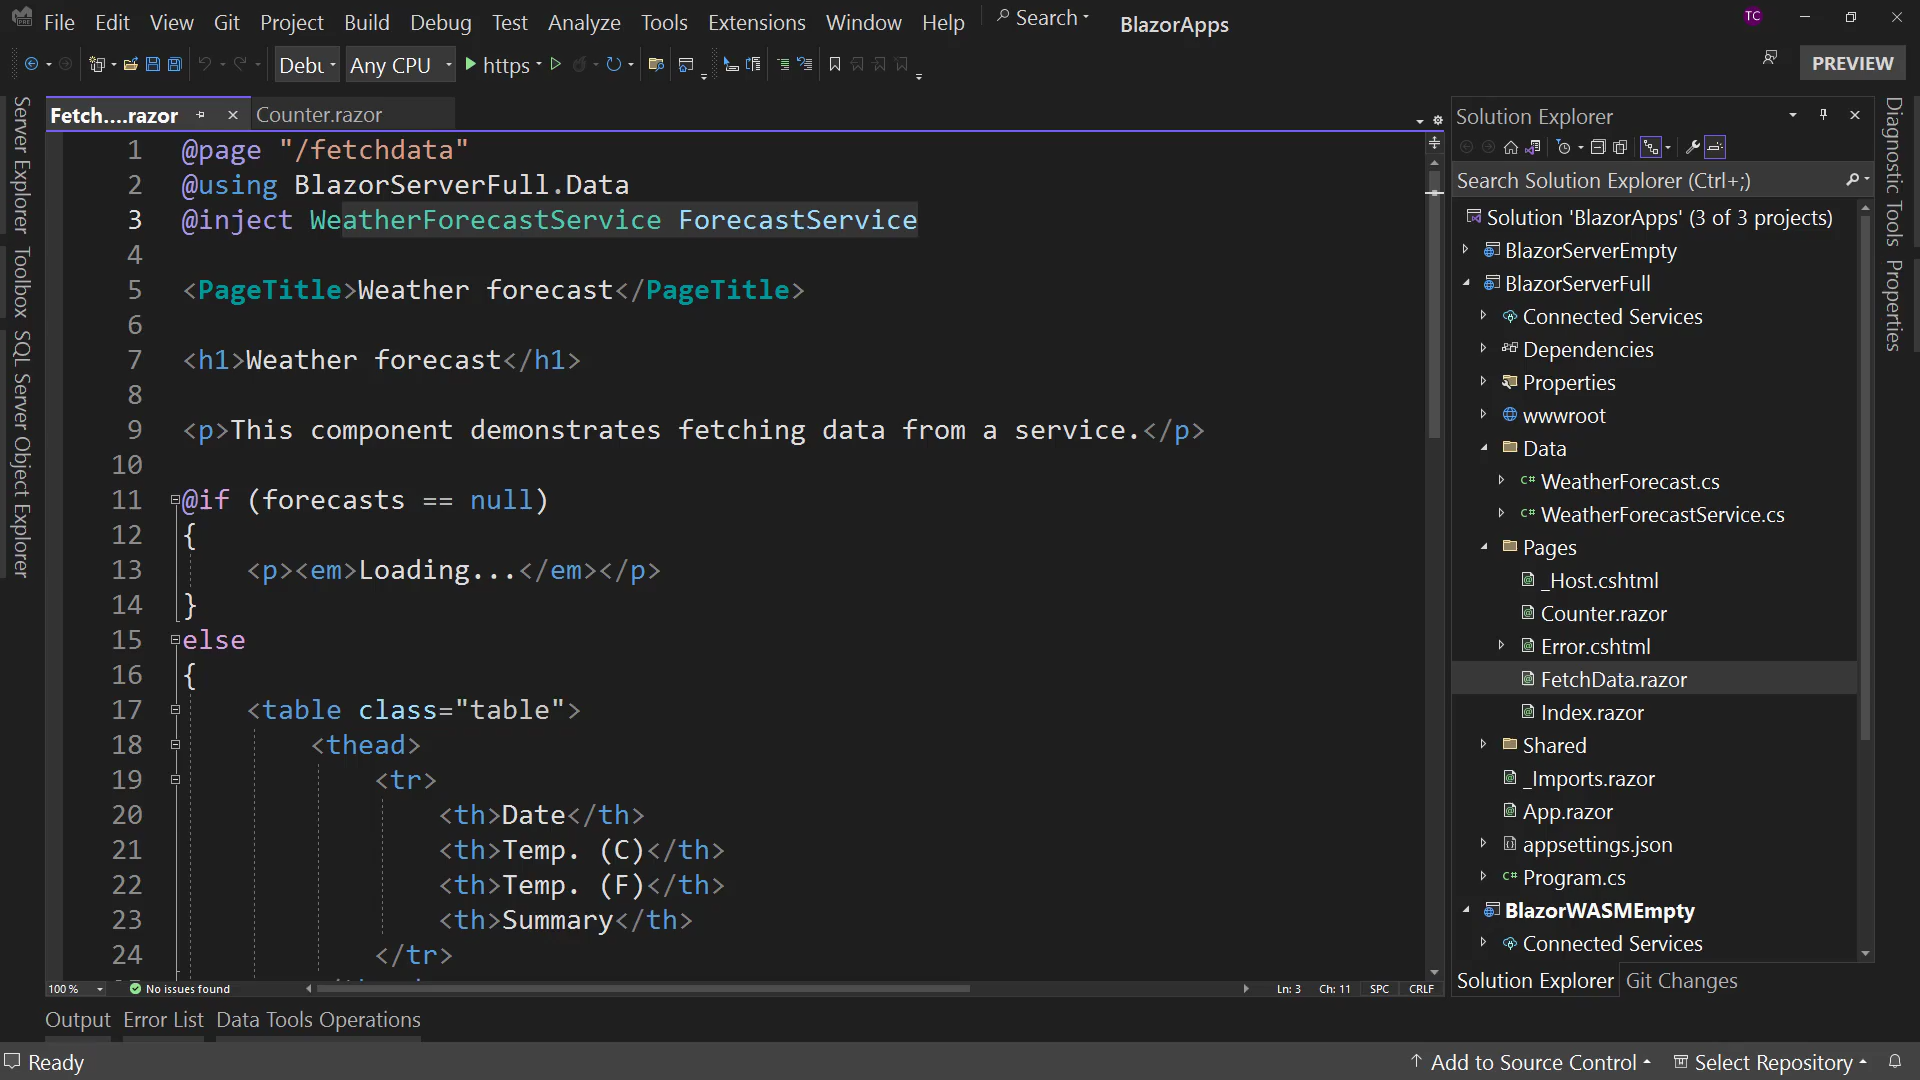 File Edit View Git Project Build Debug Test Analyze Tools Extensions Window Help Search BlazorApps TC
Debu Any CPU https PREVIEW
Server Explorer
Toolbox
SQL Server Object Explorer
Fetch....razor Counter.razor
1 @page "/fetchdata"
2 @using BlazorServerFull.Data
3 @inject WeatherForecastService ForecastService
4
5 <PageTitle>Weather forecast</PageTitle>
6
7 <h1>Weather forecast</h1>
8
9 <p>This component demonstrates fetching data from a service.</p>
10
11 @if (forecasts == null)
12 {
13 <p><em>Loading...</em></p>
14 }
15 else
16 {
17 <table class="table">
18 <thead>
19 <tr>
20 <th>Date</th>
21 <th>Temp. (C)</th>
22 <th>Temp. (F)</th>
23 <th>Summary</th>
24 </tr>
100 % No issues found Ln: 3 Ch: 11 SPC CRLF
Solution Explorer
Search Solution Explorer (Ctrl+;)
Solution 'BlazorApps' (3 of 3 projects)
BlazorServerEmpty
BlazorServerFull
Connected Services
Dependencies
Properties
wwwroot
Data
C# WeatherForecast.cs
C# WeatherForecastService.cs
Pages
_Host.cshtml
Counter.razor
Error.cshtml
FetchData.razor
Index.razor
Shared
_Imports.razor
App.razor
appsettings.json
C# Program.cs
BlazorWASMEmpty
Connected Services
Solution Explorer Git Changes
Diagnostic Tools
Properties
Output Error List Data Tools Operations
Ready Add to Source Control Select Repository